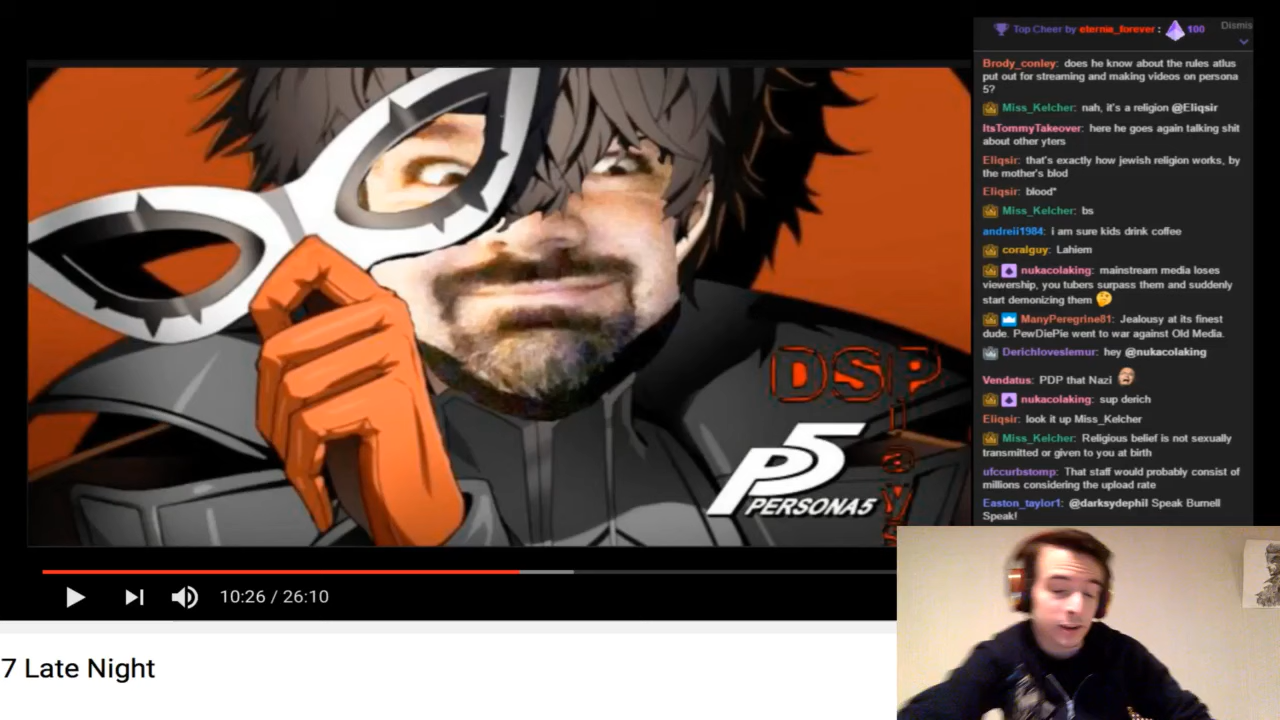 Top Cheer by eternia_forever : 100
Dismis
Brody_conley: does he know about the rules atlus
put out for streaming and making videos on persona
5?
Miss_Kelcher: nah, it's a religion @Eliqsir
ItsTommyTakeover: here he goes again talking shit
about other yters
Eliqsir: that's exactly how jewish religion works, by
the mother's blod
Eliqsir: blood*
Miss_Kelcher: bs
andreii1984: i am sure kids drink coffee
coralguy: Lahiem
nukacolaking: mainstream media loses
viewership, you tubers surpass them and suddenly
start demonizing them
ManyPeregrine81: Jealousy at its finest
dude. PewDiePie went to war against Old Media.
Derichloveslemur: hey @nukacolaking
Vendatus: PDP that Nazi
nukacolaking: sup derich
Eliqsir: look it up Miss_Kelcher
Miss_Kelcher: Religious belief is not sexually
transmitted or given to you at birth
ufccurbstomp: That staff would probably consist of
millions considering the upload rate
Easton_taylor1: @darksydephil Speak Burnell
Speak!
DSP
Plays
P5
PERSONA5
10:26 / 26:10
7 Late Night